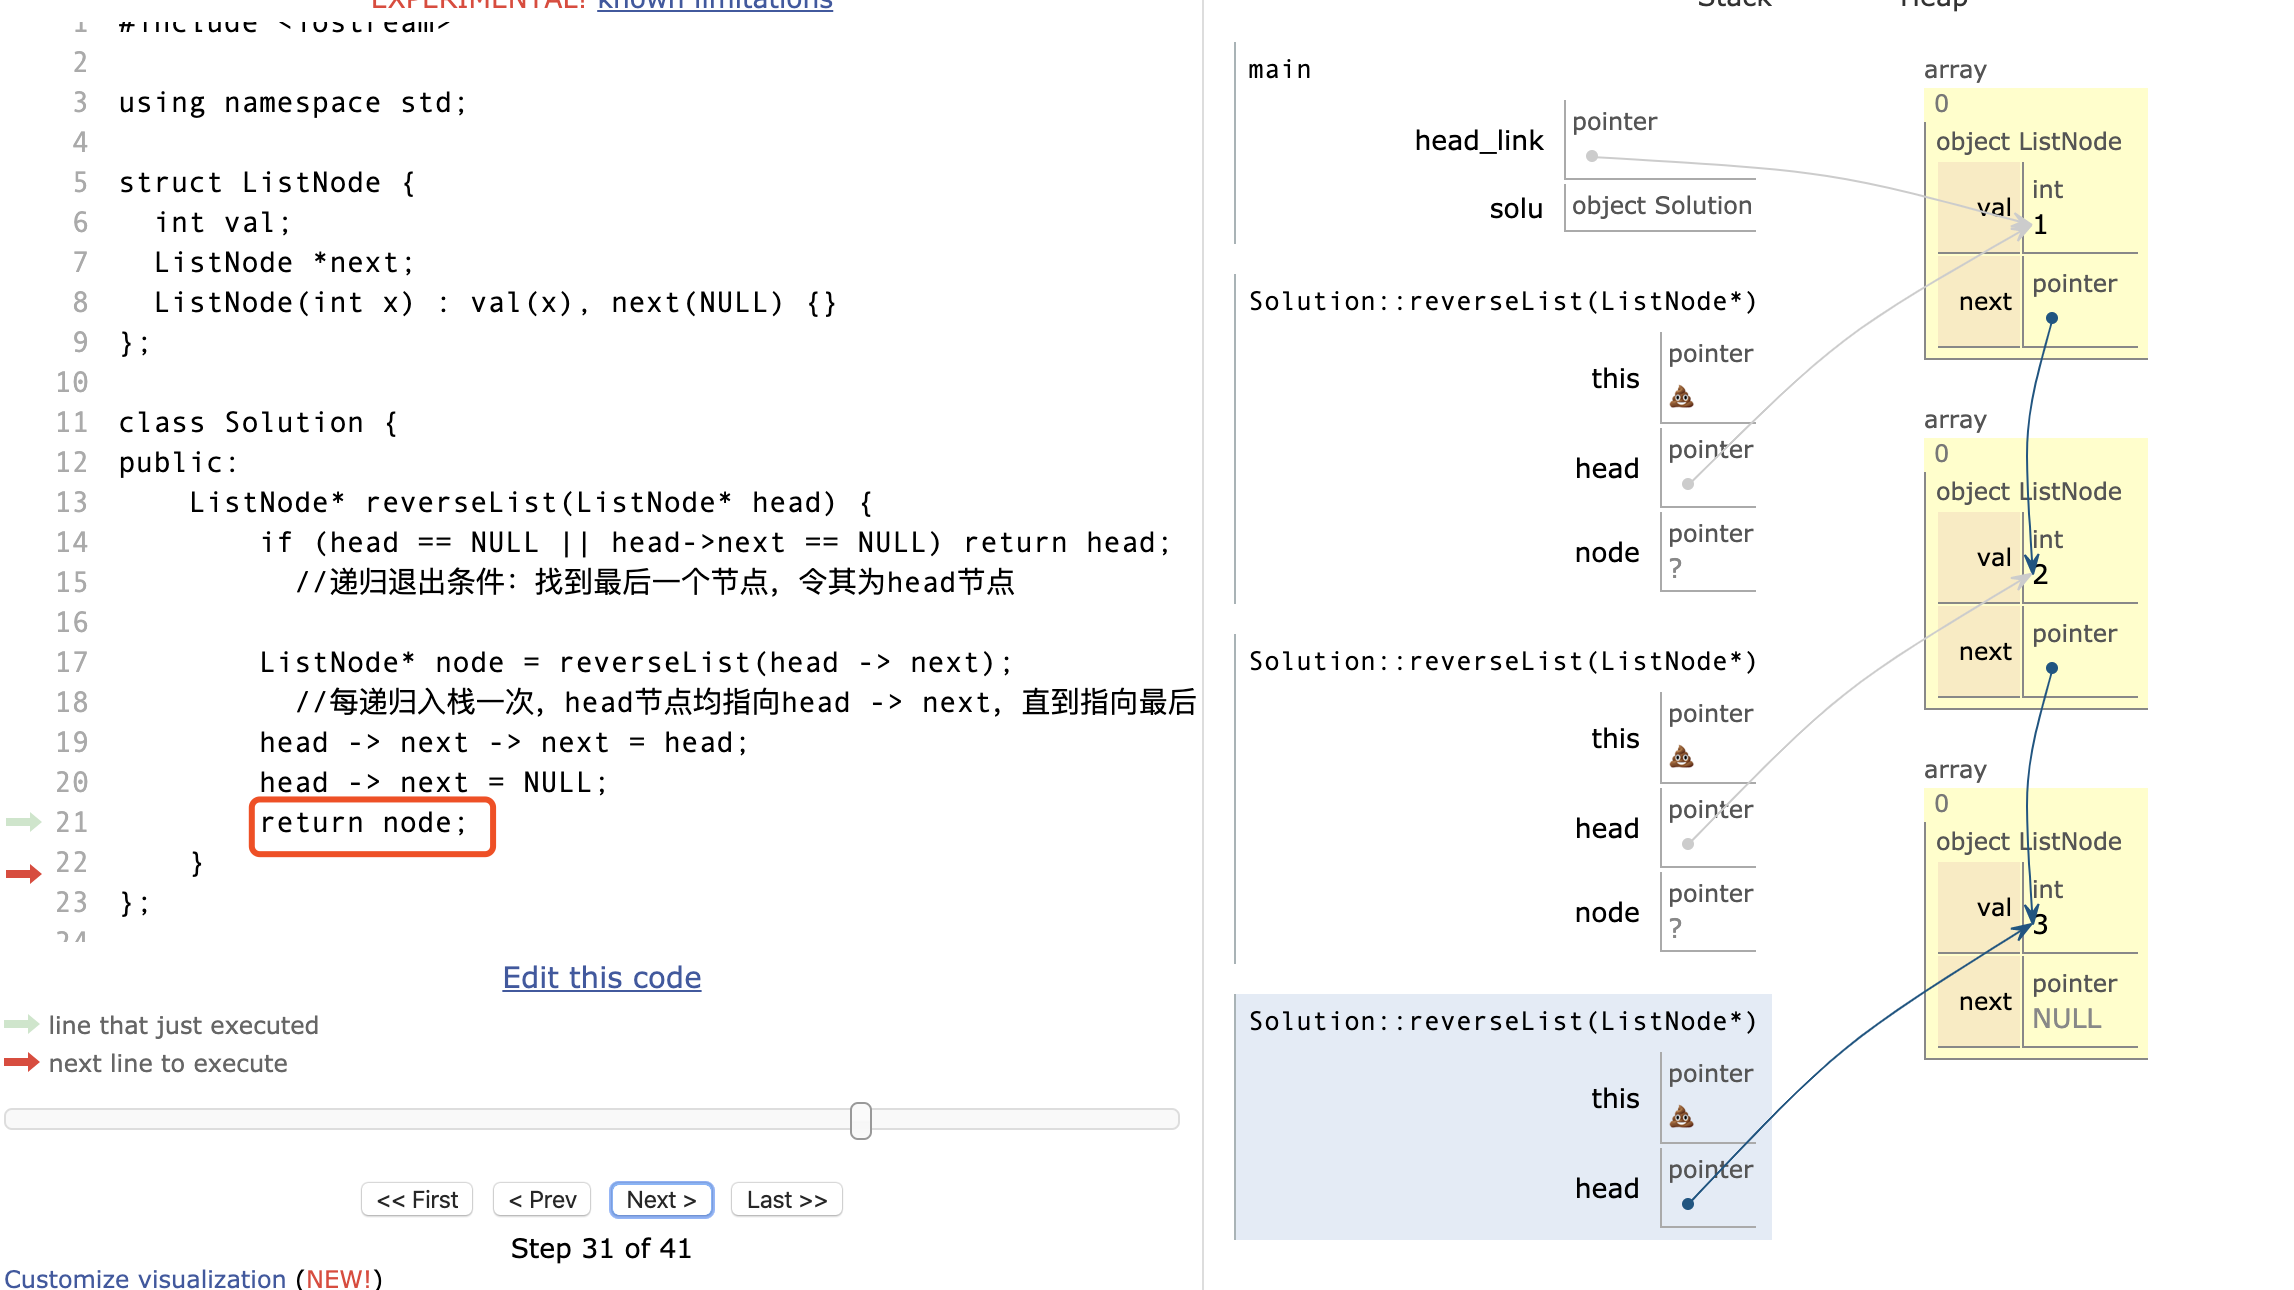 EXPERIMENTAL! known limitations
1 #include <iostream>
2
3 using namespace std;
4
5 struct ListNode {
6 int val;
7 ListNode *next;
8 ListNode(int x) : val(x), next(NULL) {}
9 };
10
11 class Solution {
12 public:
13 ListNode* reverseList(ListNode* head) {
14 if (head == NULL || head->next == NULL) return head;
15 //递归退出条件：找到最后一个节点，令其为head节点
16
17 ListNode* node = reverseList(head -> next);
18 //每递归入栈一次，head节点均指向head -> next，直到指向最后
19 head -> next -> next = head;
20 head -> next = NULL;
21 return node;
22 }
23 };
24
Edit this code
line that just executed
next line to execute
<< First < Prev Next > Last >>
Step 31 of 41
Customize visualization (NEW!)
Stack Heap
main
head_link pointer
solu object Solution
Solution::reverseList(ListNode*)
this pointer
💩
head pointer
node pointer
?
Solution::reverseList(ListNode*)
this pointer
💩
head pointer
node pointer
?
Solution::reverseList(ListNode*)
this pointer
💩
head pointer
array
0
object ListNode
val int
1
next pointer
array
0
object ListNode
val int
2
next pointer
array
0
object ListNode
val int
3
next pointer
NULL